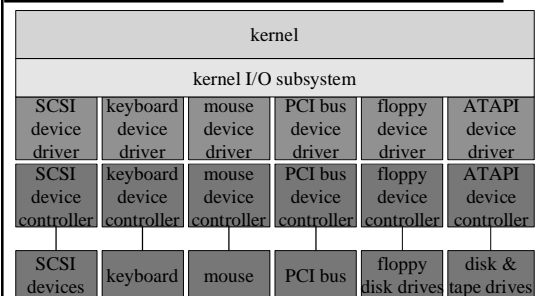 kernel
kernel I/O subsystem
SCSI
device
driver
keyboard
device
driver
mouse
device
driver
PCI bus
device
driver
floppy
device
driver
ATAPI
device
driver
SCSI
device
controller
keyboard
device
controller
mouse
device
controller
PCI bus
device
controller
floppy
device
controller
ATAPI
device
controller
SCSI
devices
keyboard
mouse
PCI bus
floppy
disk drives
disk &
tape drives